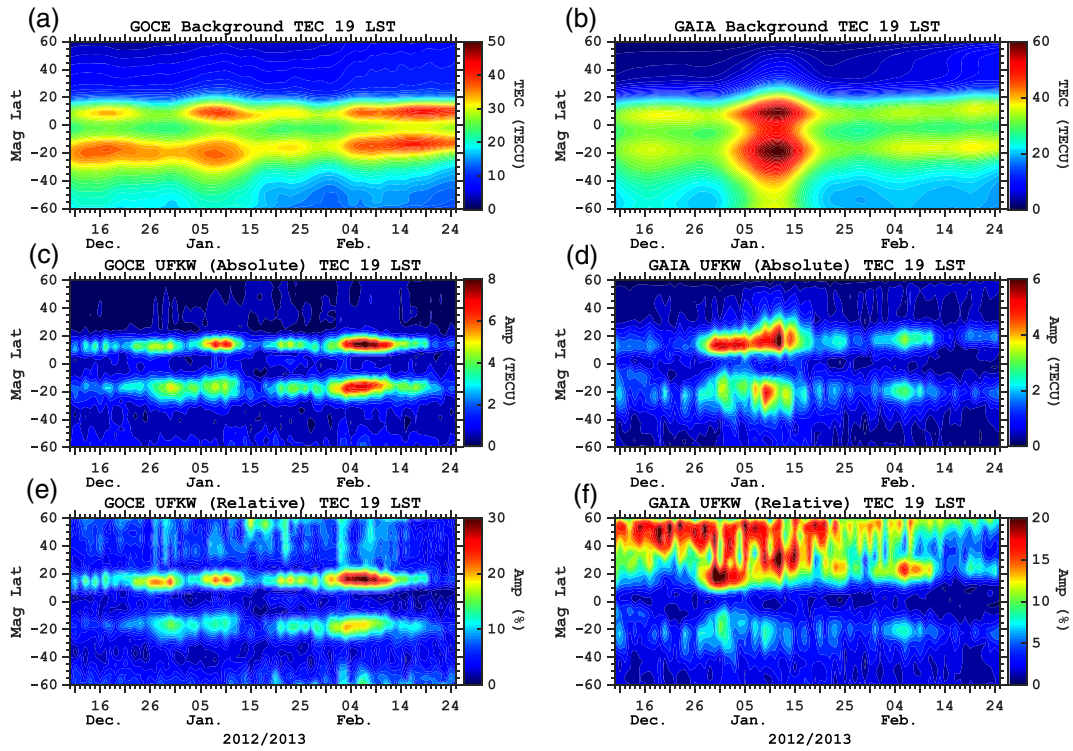 (a)
GOCE Background TEC 19 LST
60
40
20
0
-20
-40
-60
Mag Lat
16 26 05 15 25 04 14 24
Dec. Jan. Feb.
50
40
30
20
10
0
TEC (TECU)
(b)
GAIA Background TEC 19 LST
60
40
20
0
-20
-40
-60
Mag Lat
16 26 05 15 25 04 14 24
Dec. Jan. Feb.
60
40
20
0
TEC (TECU)
(c)
GOCE UFKW (Absolute) TEC 19 LST
60
40
20
0
-20
-40
-60
Mag Lat
16 26 05 15 25 04 14 24
Dec. Jan. Feb.
8
6
4
2
0
Amp (TECU)
(d)
GAIA UFKW (Absolute) TEC 19 LST
60
40
20
0
-20
-40
-60
Mag Lat
16 26 05 15 25 04 14 24
Dec. Jan. Feb.
6
4
2
0
Amp (TECU)
(e)
GOCE UFKW (Relative) TEC 19 LST
60
40
20
0
-20
-40
-60
Mag Lat
16 26 05 15 25 04 14 24
Dec. Jan. Feb.
2012/2013
30
20
10
0
Amp (%)
(f)
GAIA UFKW (Relative) TEC 19 LST
60
40
20
0
-20
-40
-60
Mag Lat
16 26 05 15 25 04 14 24
Dec. Jan. Feb.
2012/2013
20
15
10
5
0
Amp (%)